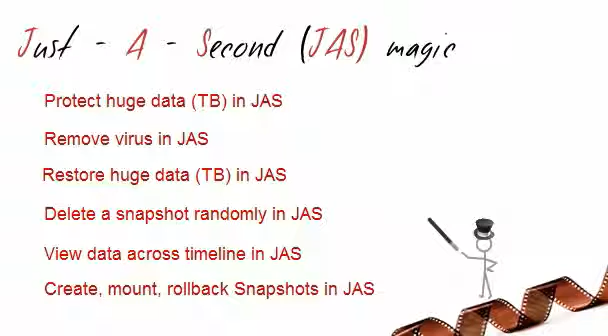 Just - A - Second (JAS) magic
Protect huge data (TB) in JAS
Remove virus in JAS
Restore huge data (TB) in JAS
Delete a snapshot randomly in JAS
View data across timeline in JAS
Create, mount, rollback Snapshots in JAS